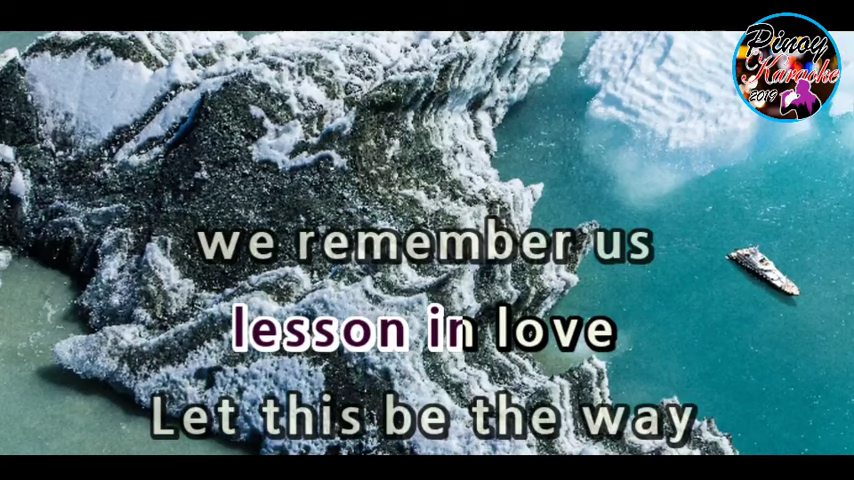 Pinoy
Karaoke
2019
we remember us
lesson in love
Let this be the way